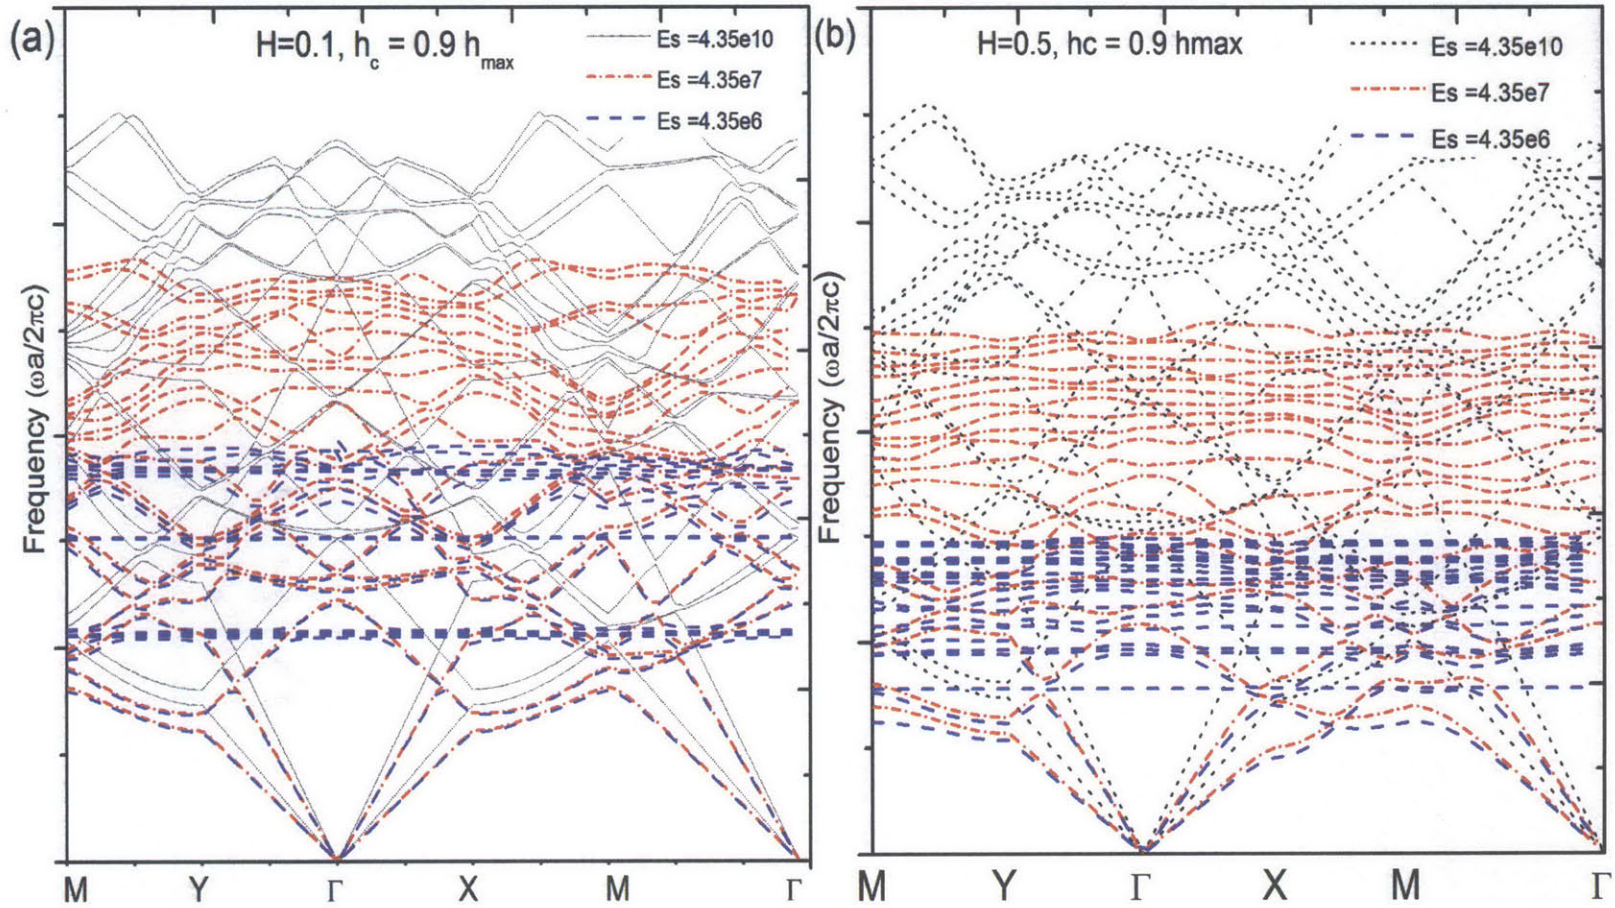 (a)
H=0.1, h_c = 0.9 h_max
Es =4.35e10
Es =4.35e7
Es =4.35e6
Frequency (ωa/2πc)
M Y Γ X M Γ
(b)
H=0.5, hc = 0.9 hmax
Es =4.35e10
Es =4.35e7
Es =4.35e6
Frequency (ωa/2πc)
M Y Γ X M Γ